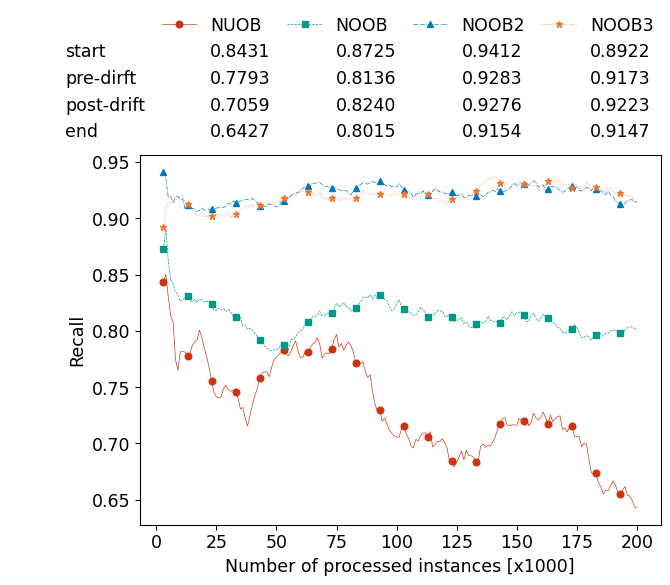 NUOB NOOB NOOB2 NOOB3
start 0.8431 0.8725 0.9412 0.8922
pre-dirft 0.7793 0.8136 0.9283 0.9173
post-drift 0.7059 0.8240 0.9276 0.9223
end 0.6427 0.8015 0.9154 0.9147
0.95
0.90
0.85
0.80
0.75
0.70
0.65
Recall
0 25 50 75 100 125 150 175 200
Number of processed instances [x1000]